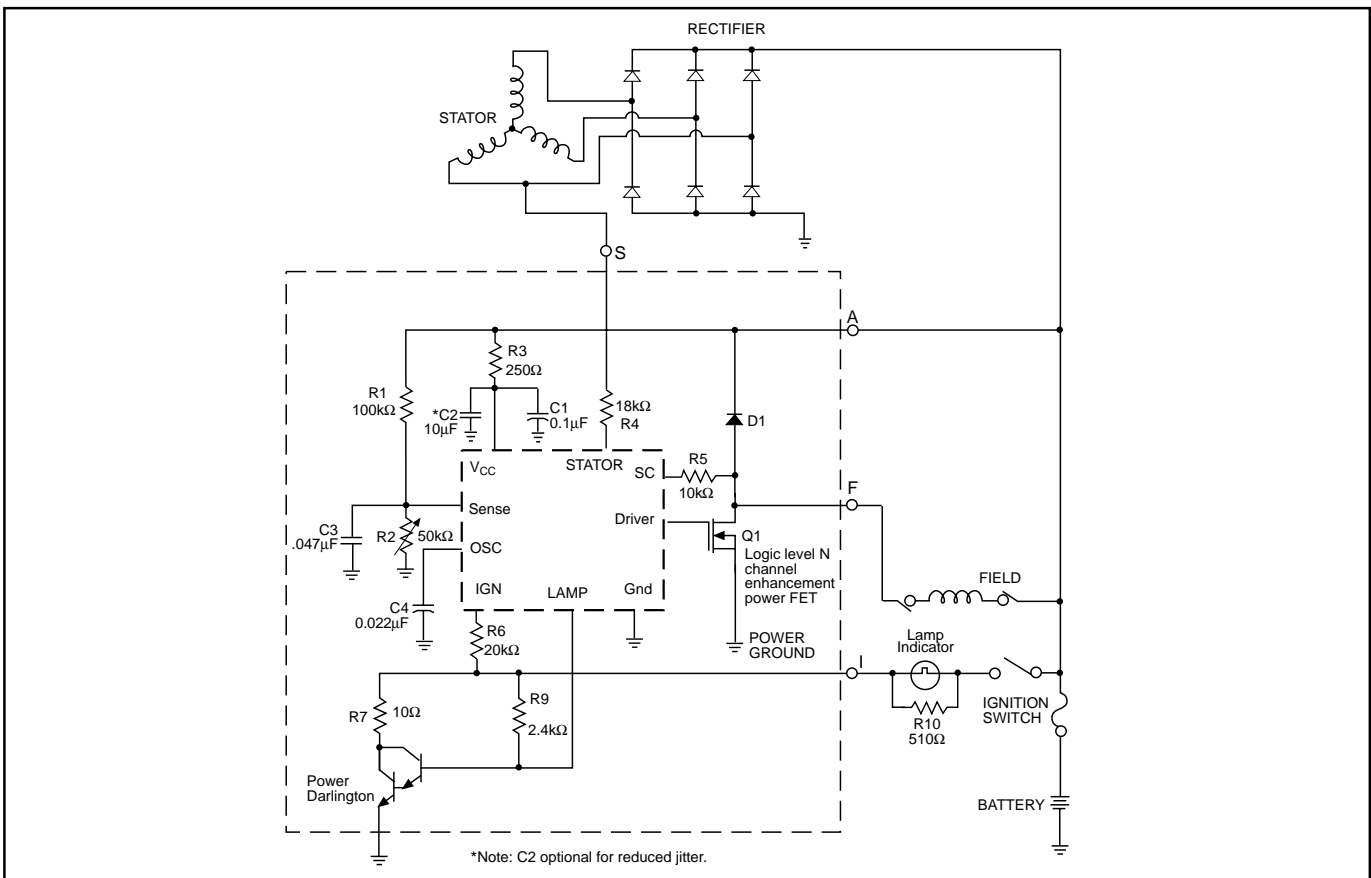 RECTIFIER
STATOR
S
A
R3
250Ω
R1
100kΩ
*C2
10μF
C1
0.1μF
18kΩ
R4
D1
VCC
STATOR
SC
R5
10kΩ
F
Sense
Driver
C3
.047μF
R2
50kΩ
OSC
Q1
Logic level N
channel
enhancement
power FET
IGN
LAMP
Gnd
FIELD
C4
0.022μF
R6
20kΩ
POWER
GROUND
Lamp
Indicator
I
R7
10Ω
R9
2.4kΩ
R10
510Ω
IGNITION
SWITCH
Power
Darlington
BATTERY
*Note: C2 optional for reduced jitter.